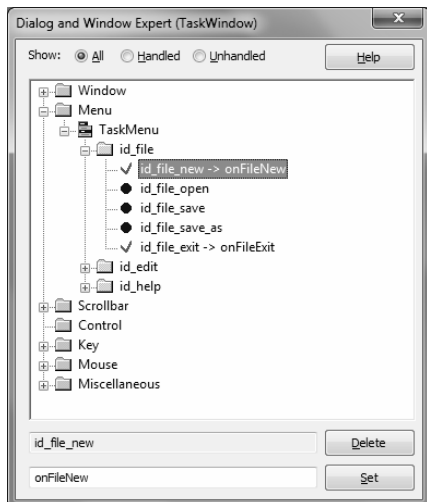 Dialog and Window Expert (TaskWindow)
Show: All Handled Unhandled Help
Window
Menu
TaskMenu
id_file
id_file_new -> onFileNew
id_file_open
id_file_save
id_file_save_as
id_file_exit -> onFileExit
id_edit
id_help
Scrollbar
Control
Key
Mouse
Miscellaneous
id_file_new Delete
onFileNew Set